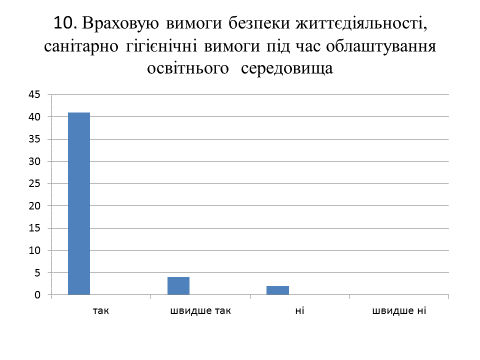 10. Враховую вимоги безпеки життєдіяльності,
санітарно гігієнічні вимоги під час облаштування
освітнього середовища
45
40
35
30
25
20
15
10
5
0
так швидше так ні швидше ні